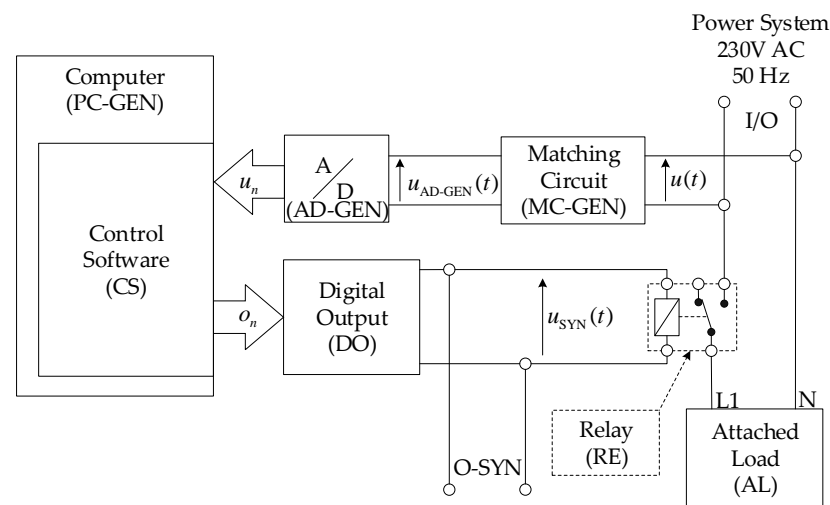 Power System
230V AC
50 Hz
I/O
Computer
(PC-GEN)
Control
Software
(CS)
u_n
A
D
(AD-GEN)
u_AD-GEN(t)
Matching
Circuit
(MC-GEN)
u(t)
o_n
Digital
Output
(DO)
u_SYN(t)
O-SYN
Relay
(RE)
L1
N
Attached
Load
(AL)